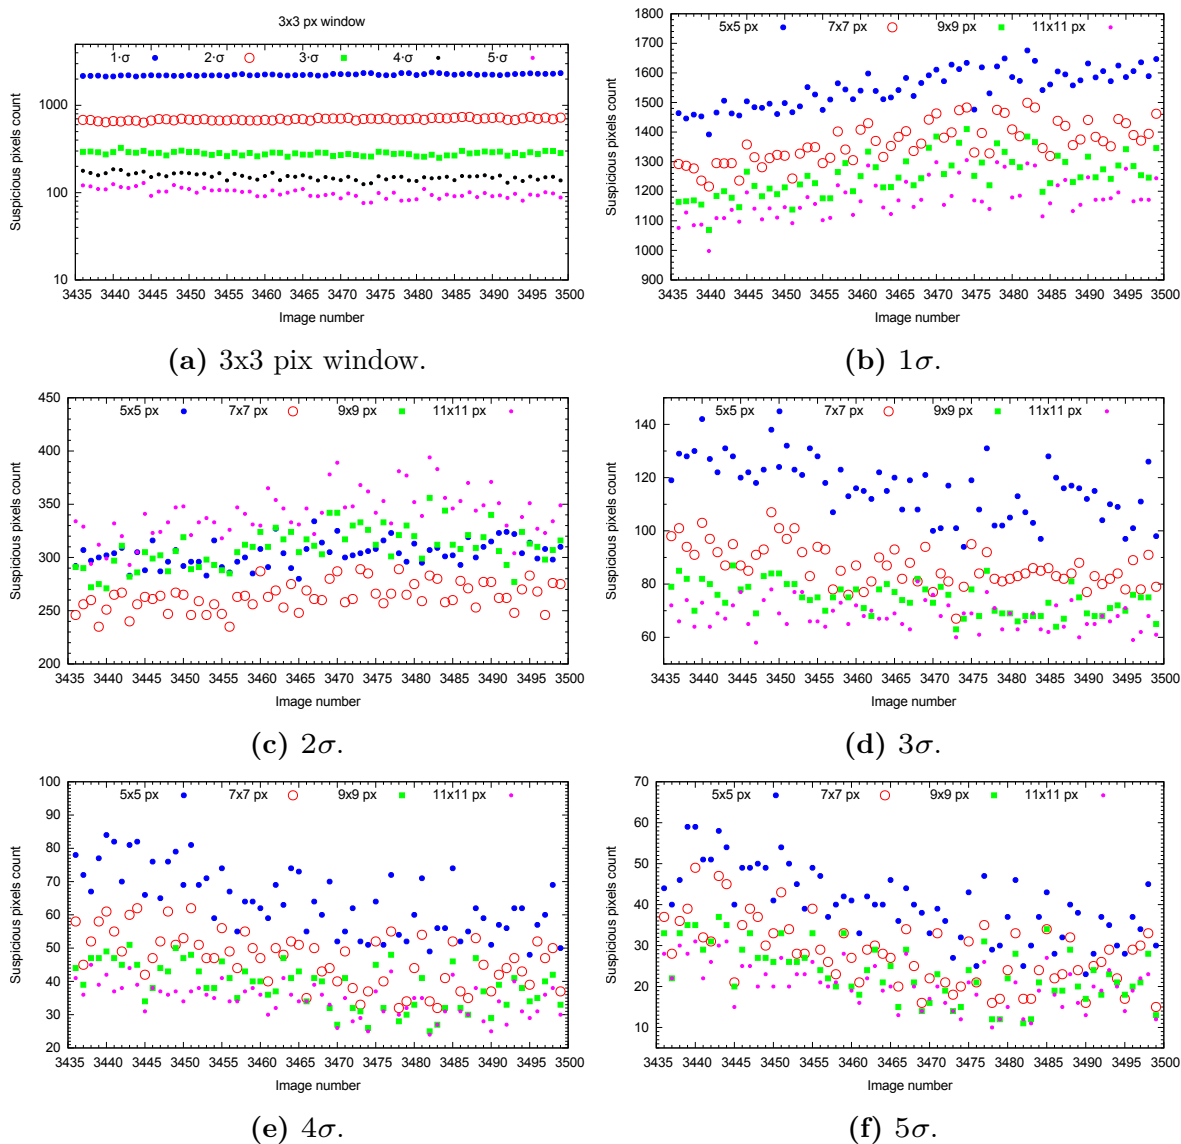 3x3 px window
1·σ 2·σ 3·σ 4·σ 5·σ
Suspicious pixels count
1000
100
10
3435 3440 3445 3450 3455 3460 3465 3470 3475 3480 3485 3490 3495 3500
Image number
(a) 3x3 pix window.
5x5 px 7x7 px 9x9 px 11x11 px
Suspicious pixels count
1800
1700
1600
1500
1400
1300
1200
1100
1000
900
3435 3440 3445 3450 3455 3460 3465 3470 3475 3480 3485 3490 3495 3500
Image number
(b) 1σ.
5x5 px 7x7 px 9x9 px 11x11 px
Suspicious pixels count
450
400
350
300
250
200
3435 3440 3445 3450 3455 3460 3465 3470 3475 3480 3485 3490 3495 3500
Image number
(c) 2σ.
5x5 px 7x7 px 9x9 px 11x11 px
Suspicious pixels count
140
120
100
80
60
3435 3440 3445 3450 3455 3460 3465 3470 3475 3480 3485 3490 3495 3500
Image number
(d) 3σ.
5x5 px 7x7 px 9x9 px 11x11 px
Suspicious pixels count
100
90
80
70
60
50
40
30
20
3435 3440 3445 3450 3455 3460 3465 3470 3475 3480 3485 3490 3495 3500
Image number
(e) 4σ.
5x5 px 7x7 px 9x9 px 11x11 px
Suspicious pixels count
70
60
50
40
30
20
10
3435 3440 3445 3450 3455 3460 3465 3470 3475 3480 3485 3490 3495 3500
Image number
(f) 5σ.